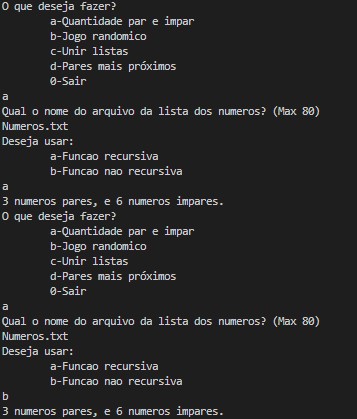 O que deseja fazer?
a-Quantidade par e impar
b-Jogo randomico
c-Unir listas
d-Pares mais próximos
0-Sair
a
Qual o nome do arquivo da lista dos numeros? (Max 80)
Numeros.txt
Deseja usar:
a-Funcao recursiva
b-Funcao nao recursiva
a
3 numeros pares, e 6 numeros impares.
O que deseja fazer?
a-Quantidade par e impar
b-Jogo randomico
c-Unir listas
d-Pares mais próximos
0-Sair
a
Qual o nome do arquivo da lista dos numeros? (Max 80)
Numeros.txt
Deseja usar:
a-Funcao recursiva
b-Funcao nao recursiva
b
3 numeros pares, e 6 numeros impares.